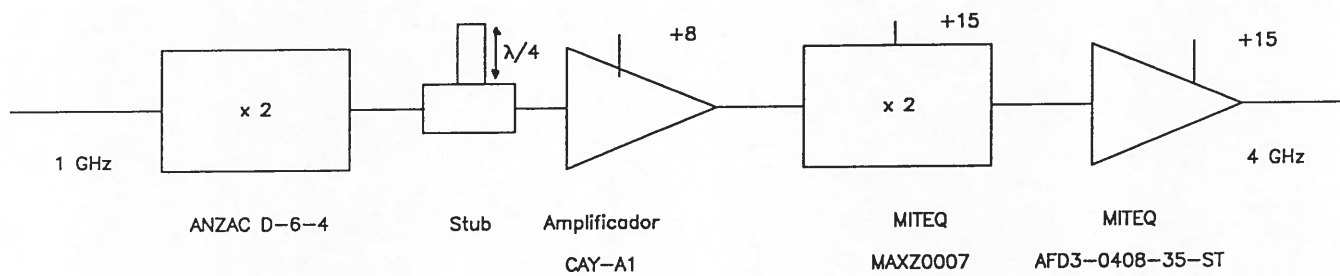 +8
+15
+15
λ/4
x 2
x 2
1 GHz
4 GHz
ANZAC D-6-4
Stub
Amplificador
CAY-A1
MITEQ
MAXZ0007
MITEQ
AFD3-0408-35-ST